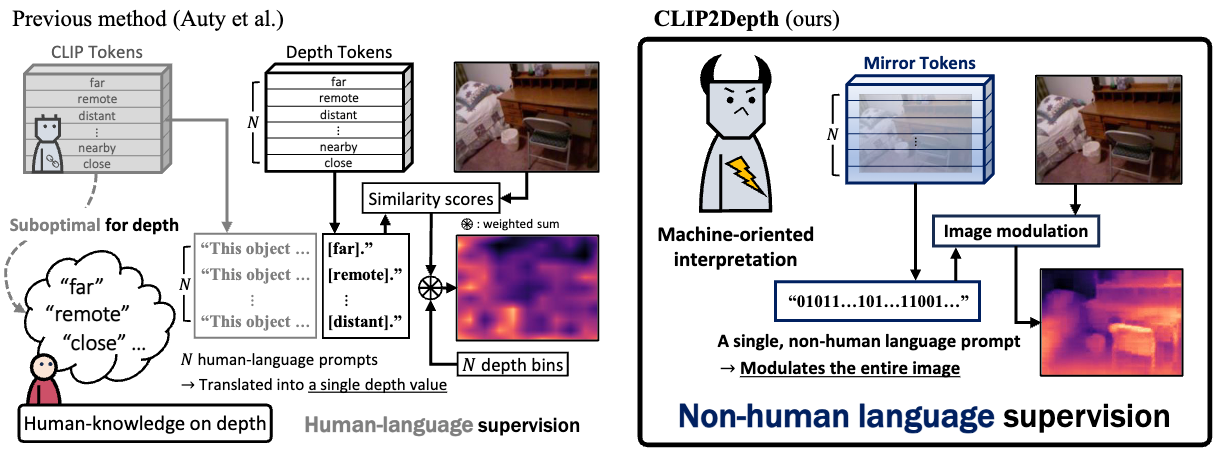 Previous method (Auty et al.)
CLIP Tokens
far
remote
distant
⋮
nearby
close
Depth Tokens
N
far
remote
distant
⋮
nearby
close
Suboptimal for depth
Similarity scores
: weighted sum
N
“This object …
“This object …
⋮
“This object …
[far].”
[remote].”
⋮
[distant].”
“far”
“remote”
“close” …
N human-language prompts
→ Translated into a single depth value
N depth bins
Human-knowledge on depth
Human-language supervision
CLIP2Depth (ours)
Mirror Tokens
N
⋮
Machine-oriented
interpretation
Image modulation
“01011…101…11001…”
A single, non-human language prompt
→ Modulates the entire image
Non-human language supervision